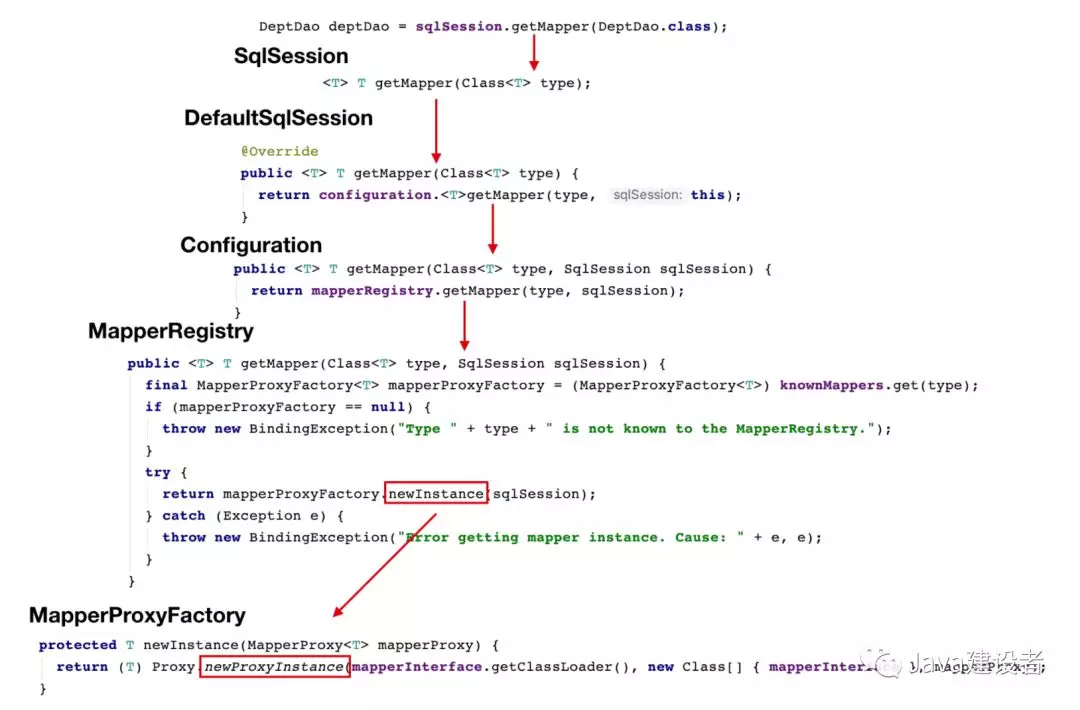 DeptDao deptDao = sqlSession.getMapper(DeptDao.class);
SqlSession
<T> T getMapper(Class<T> type);
DefaultSqlSession
@Override
public <T> T getMapper(Class<T> type) {
return configuration.<T>getMapper(type, sqlSession: this);
}
Configuration
public <T> T getMapper(Class<T> type, SqlSession sqlSession) {
return mapperRegistry.getMapper(type, sqlSession);
}
MapperRegistry
public <T> T getMapper(Class<T> type, SqlSession sqlSession) {
final MapperProxyFactory<T> mapperProxyFactory = (MapperProxyFactory<T>) knownMappers.get(type);
if (mapperProxyFactory == null) {
throw new BindingException("Type " + type + " is not known to the MapperRegistry.");
}
try {
return mapperProxyFactory.newInstance(sqlSession);
} catch (Exception e) {
throw new BindingException("Error getting mapper instance. Cause: " + e, e);
}
}
MapperProxyFactory
protected T newInstance(MapperProxy<T> mapperProxy) {
return (T) Proxy.newProxyInstance(mapperInterface.getClassLoader(), new Class[] { mapperInterface }, mapperProxy);
}
Java建设者